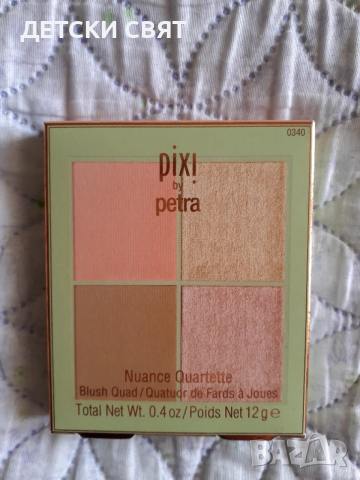 ДЕТСКИ СВЯТ
0340
pixi
by
petra
Nuance Quartette
Blush Quad/Quatuor de Fards à Joues
Total Net Wt. 0.4 oz/Poids Net 12 g ℮
BAZAR